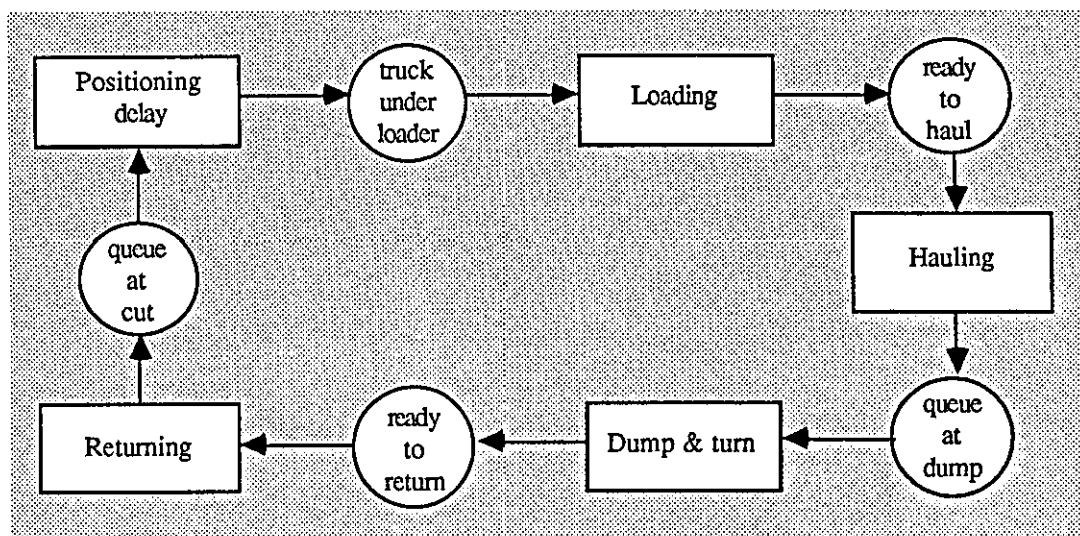 Positioning
delay
truck
under
loader
Loading
ready
to
haul
Hauling
queue
at
dump
Dump & turn
ready
to
return
Returning
queue
at
cut